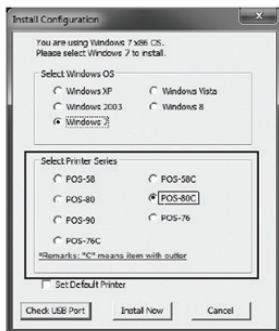 Install Configuration
You are using Windows 7 x86 OS.
Please select Windows 7 to install.
Select Windows OS
Windows XP Windows Vista
Windows 2003 Windows 8
Windows 7
Select Printer Series
POS-58 POS-58C
POS-80 POS-80C
POS-90 POS-76
POS-76C
*Remarks: "C" means item with cutter
Set Default Printer
Check USB Port Install Now Cancel